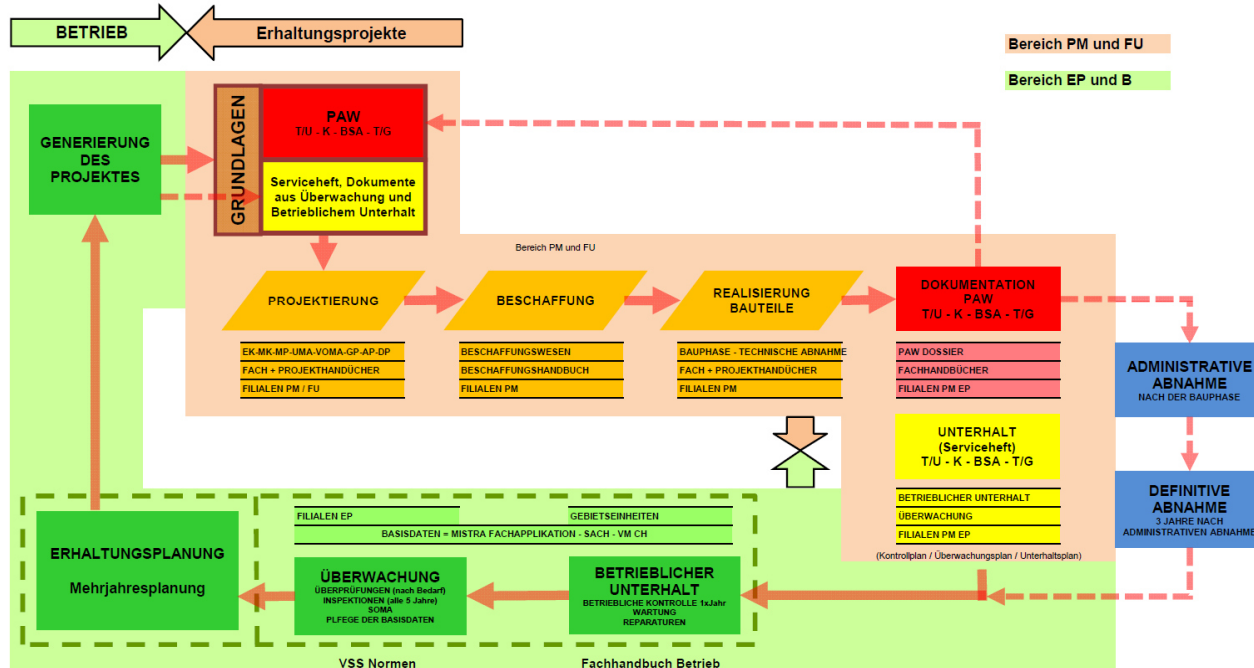 BETRIEB
Erhaltungsprojekte
Bereich PM und FU
Bereich EP und B
GENERIERUNG
DES
PROJEKTES
GRUNDLAGEN
PAW
T/U - K - BSA - T/G
Serviceheft, Dokumente
aus Überwachung und
Betrieblichem Unterhalt
Bereich PM und FU
PROJEKTIERUNG
BESCHAFFUNG
REALISIERUNG
BAUTEILE
DOKUMENTATION
PAW
T/U - K - BSA - T/G
EK-MK-MP-UMA-VOMA-GP-AP-DP
FACH + PROJEKTHANDÜCHER
FILIALEN PM / FU
BESCHAFFUNGSWESEN
BESCHAFFUNGSHANDBUCH
FILIALEN PM
BAUPHASE - TECHNISCHE ABNAHME
FACH + PROJEKTHANDÜCHER
FILIALEN PM
PAW DOSSIER
FACHHANDBÜCHER
FILIALEN PM EP
ADMINISTRATIVE
ABNAHME
NACH DER BAUPHASE
UNTERHALT
(Serviceheft)
T/U - K - BSA - T/G
BETRIEBLICHER UNTERHALT
ÜBERWACHUNG
FILIALEN PM EP
(Kontrollplan / Überwachungsplan / Unterhaltsplan)
DEFINITIVE
ABNAHME
3 JAHRE NACH
ADMINISTRATIVEN ABNAHME
FILIALEN EP
GEBIETSEINHEITEN
BASISDATEN = MISTRA FACHAPPLIKATION - SACH - VM CH
ERHALTUNGSPLANUNG
Mehrjahresplanung
ÜBERWACHUNG
ÜBERPRÜFUNGEN (nach Bedarf)
INSPEKTIONEN (alle 5 Jahre)
SOMA
PLFEGE DER BASISDATEN
BETRIEBLICHER
UNTERHALT
BETRIEBLICHE KONTROLLE 1xJahr
WARTUNG
REPARATUREN
VSS Normen
Fachhandbuch Betrieb